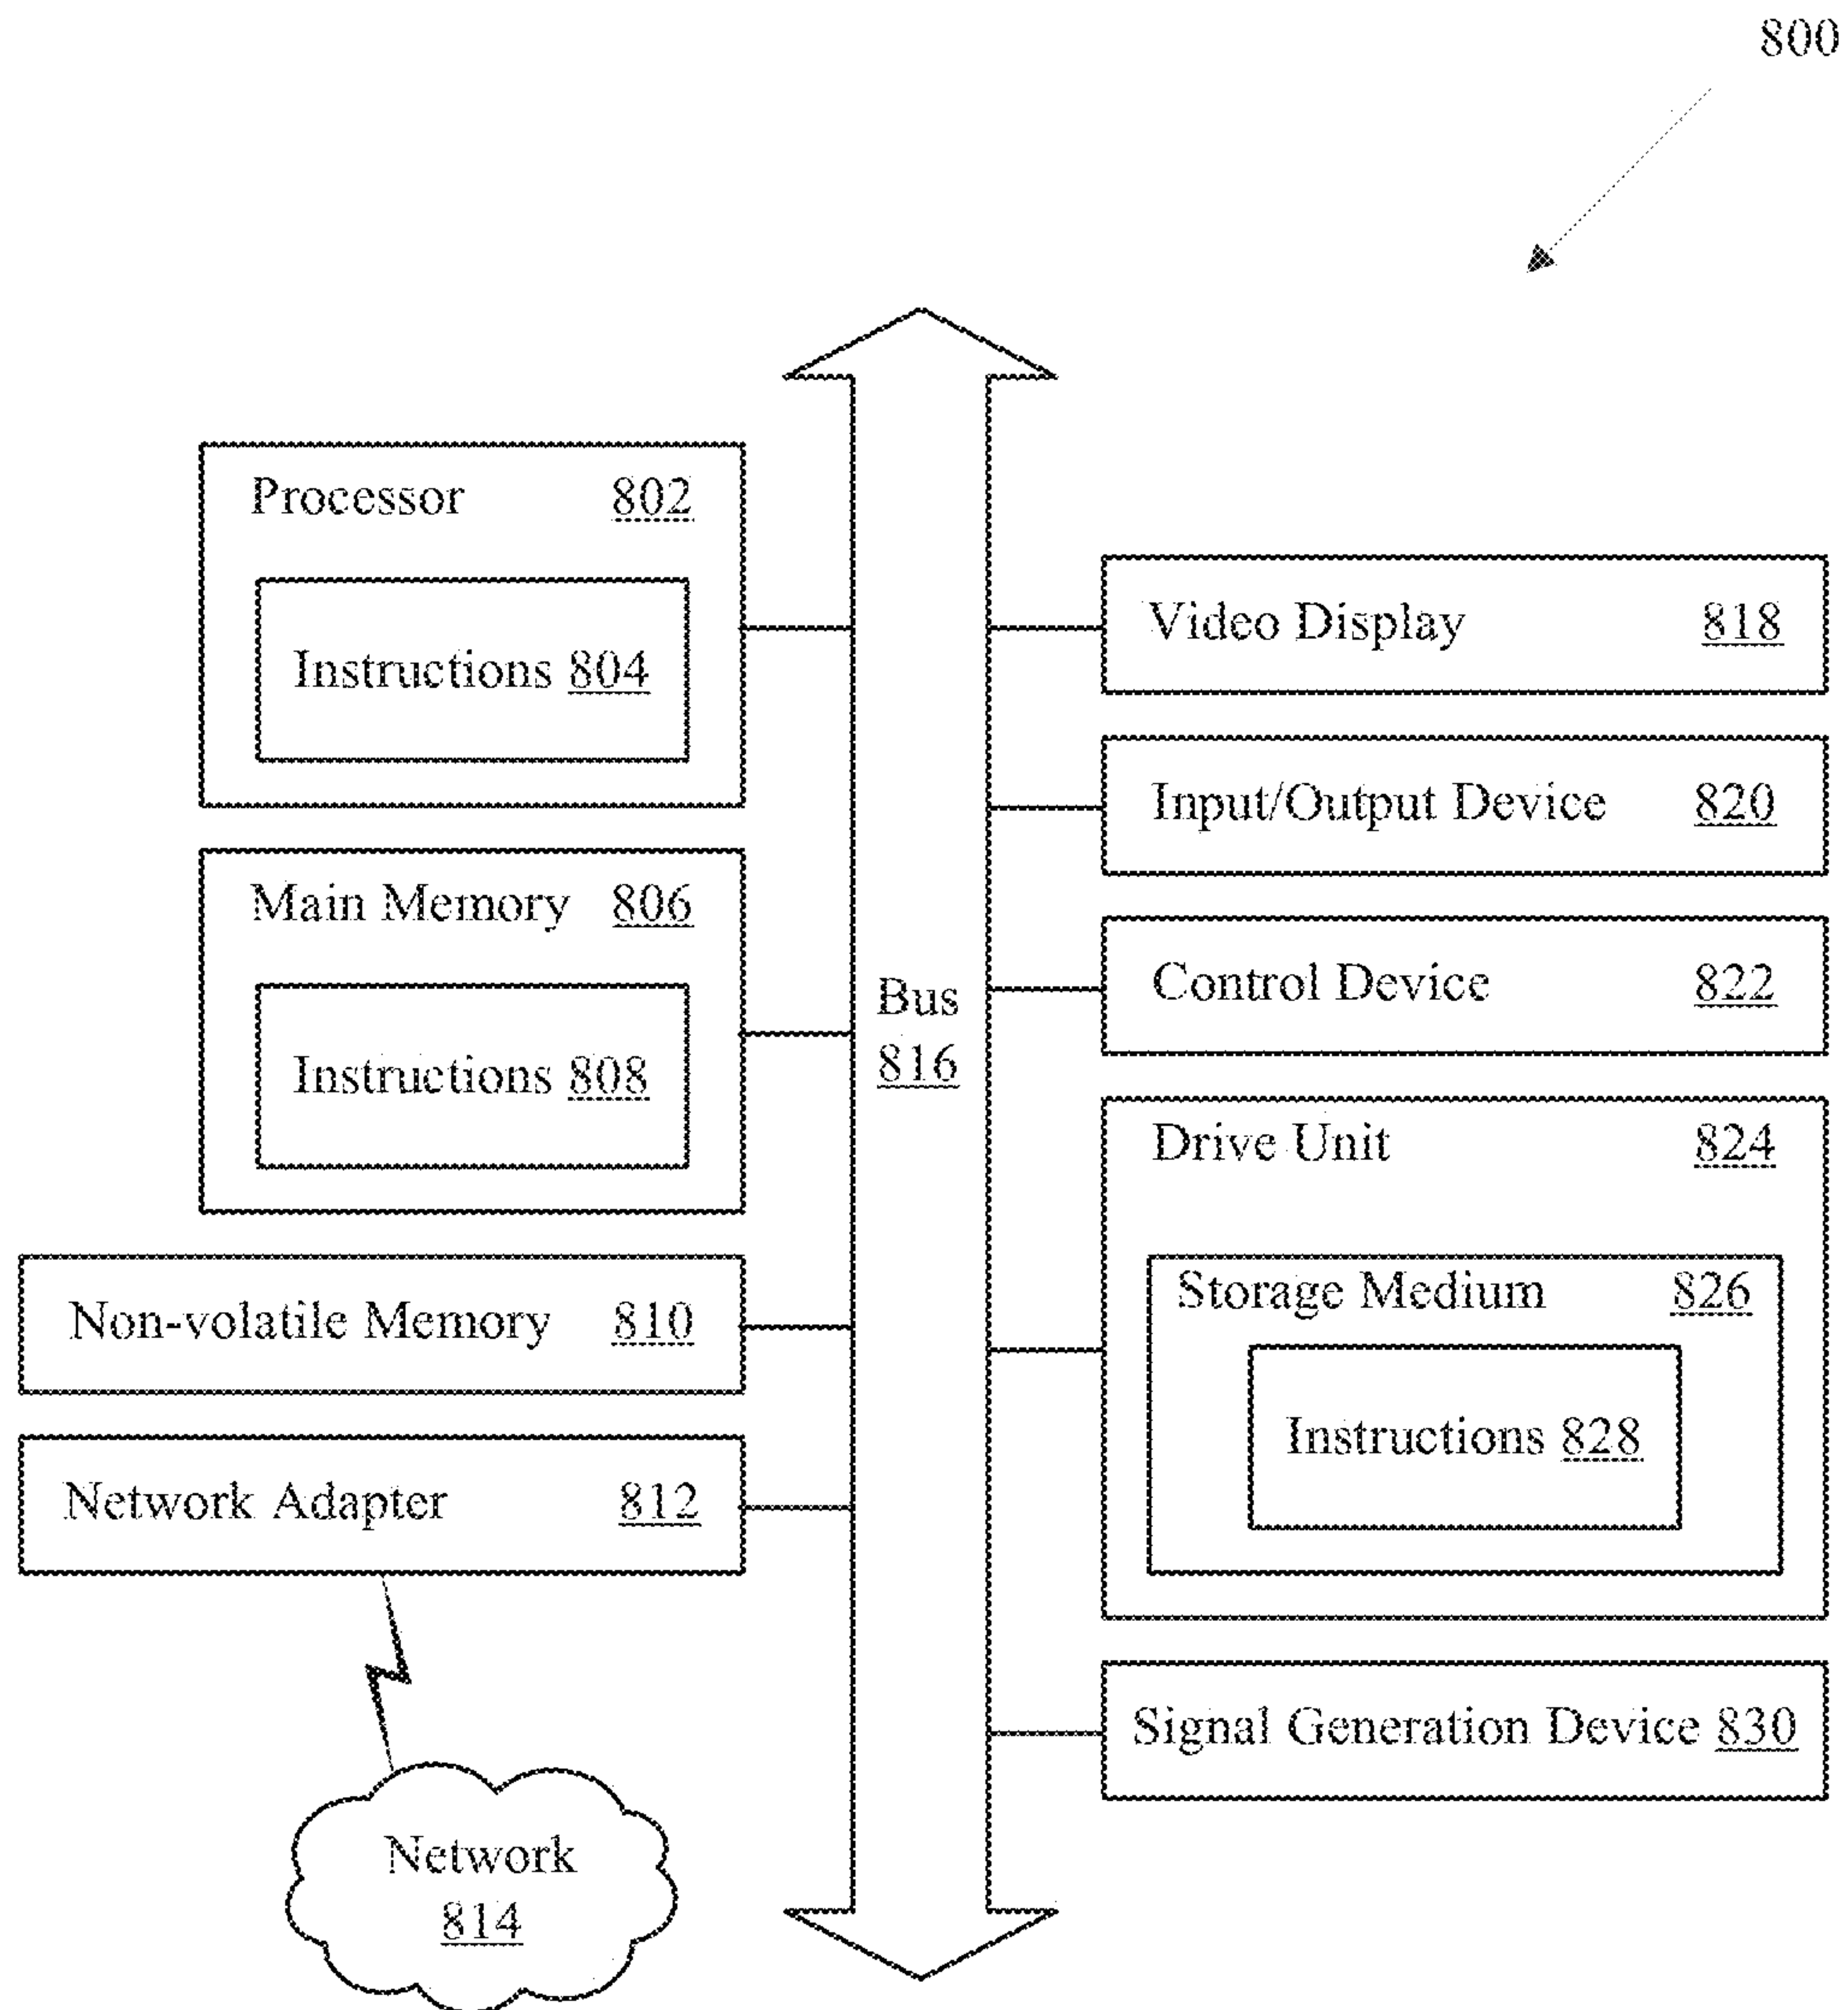 800
Processor 802
Instructions 804
Main Memory 806
Instructions 808
Non-volatile Memory 810
Network Adapter 812
Network
814
Bus
816
Video Display 818
Input/Output Device 820
Control Device 822
Drive Unit 824
Storage Medium 826
Instructions 828
Signal Generation Device 830